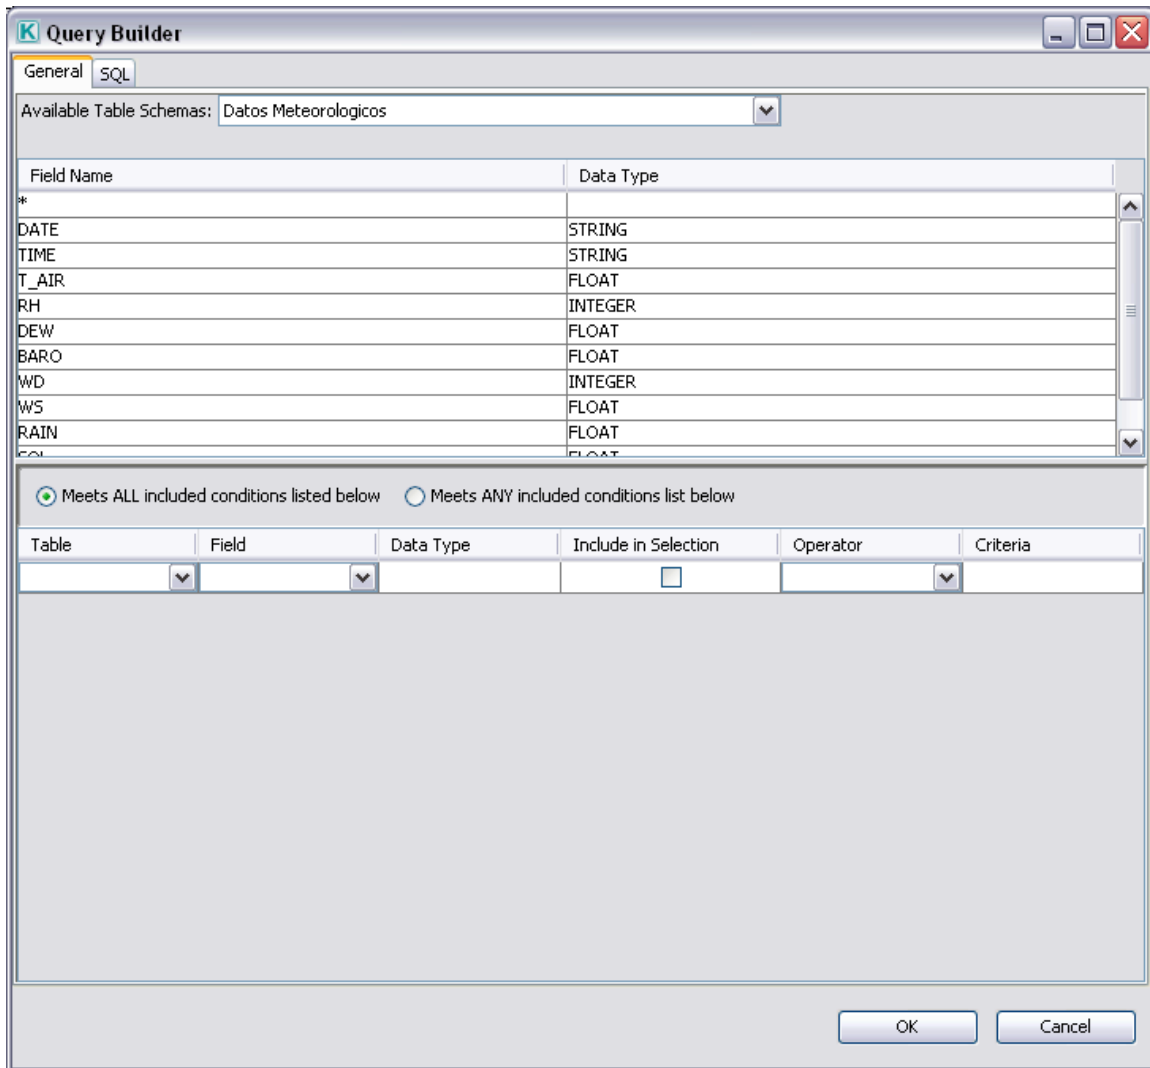 K Query Builder
General SQL
Available Table Schemas: Datos Meteorologicos
Field Name Data Type
*
DATE STRING
TIME STRING
T_AIR FLOAT
RH INTEGER
DEW FLOAT
BARO FLOAT
WD INTEGER
WS FLOAT
RAIN FLOAT
FLOAT
Meets ALL included conditions listed below Meets ANY included conditions list below
Table Field Data Type Include in Selection Operator Criteria
OK Cancel